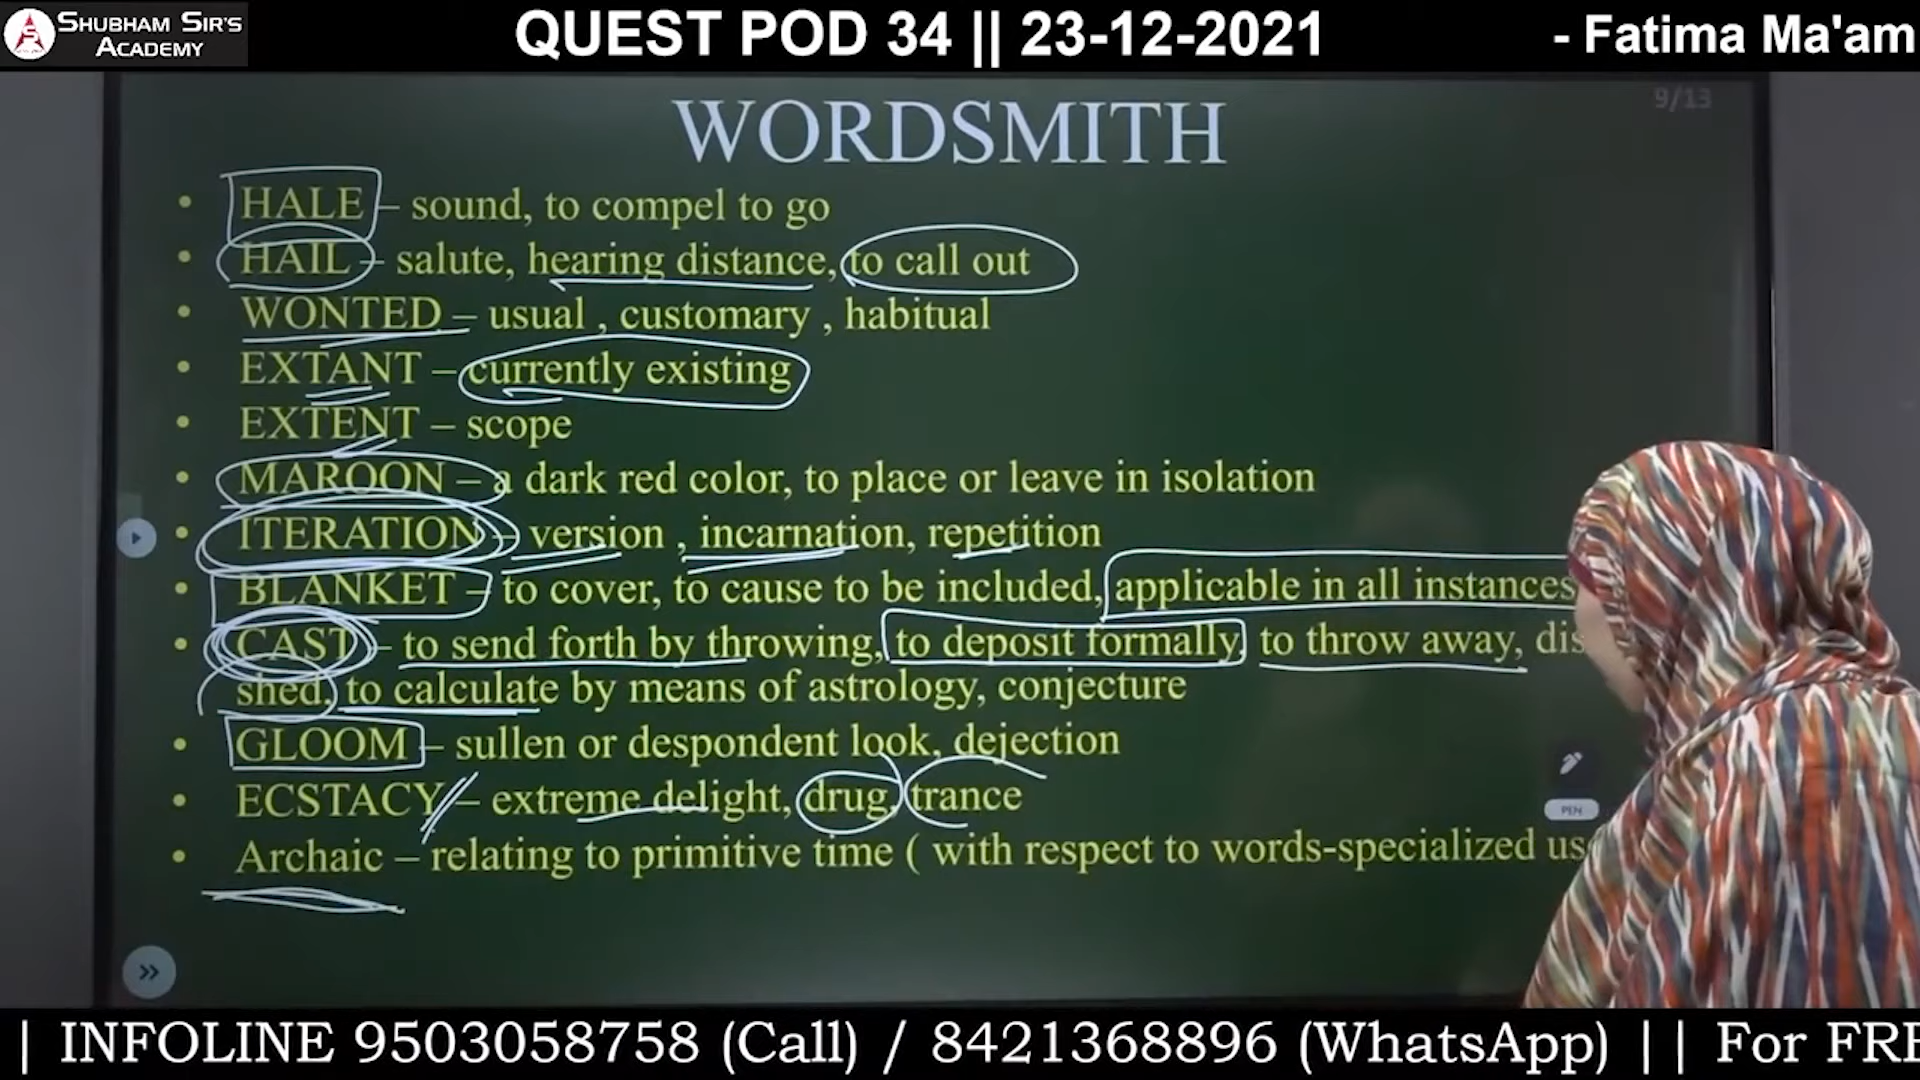 SHUBHAM SIR'S
ACADEMY
QUEST POD 34 || 23-12-2021
- Fatima Ma'am
9/13
WORDSMITH
• HALE – sound, to compel to go
• HAIL – salute, hearing distance, to call out
• WONTED – usual , customary , habitual
• EXTANT – currently existing
• EXTENT – scope
• MAROON – a dark red color, to place or leave in isolation
• ITERATION – version , incarnation, repetition
• BLANKET – to cover, to cause to be included, applicable in all instances
• CAST – to send forth by throwing, to deposit formally, to throw away,
shed, to calculate by means of astrology, conjecture
• GLOOM – sullen or despondent look, dejection
• ECSTACY – extreme delight, drug, trance
• Archaic – relating to primitive time ( with respect to words-specialized
PEN
| INFOLINE 9503058758 (Call) / 8421368896 (WhatsApp) || For